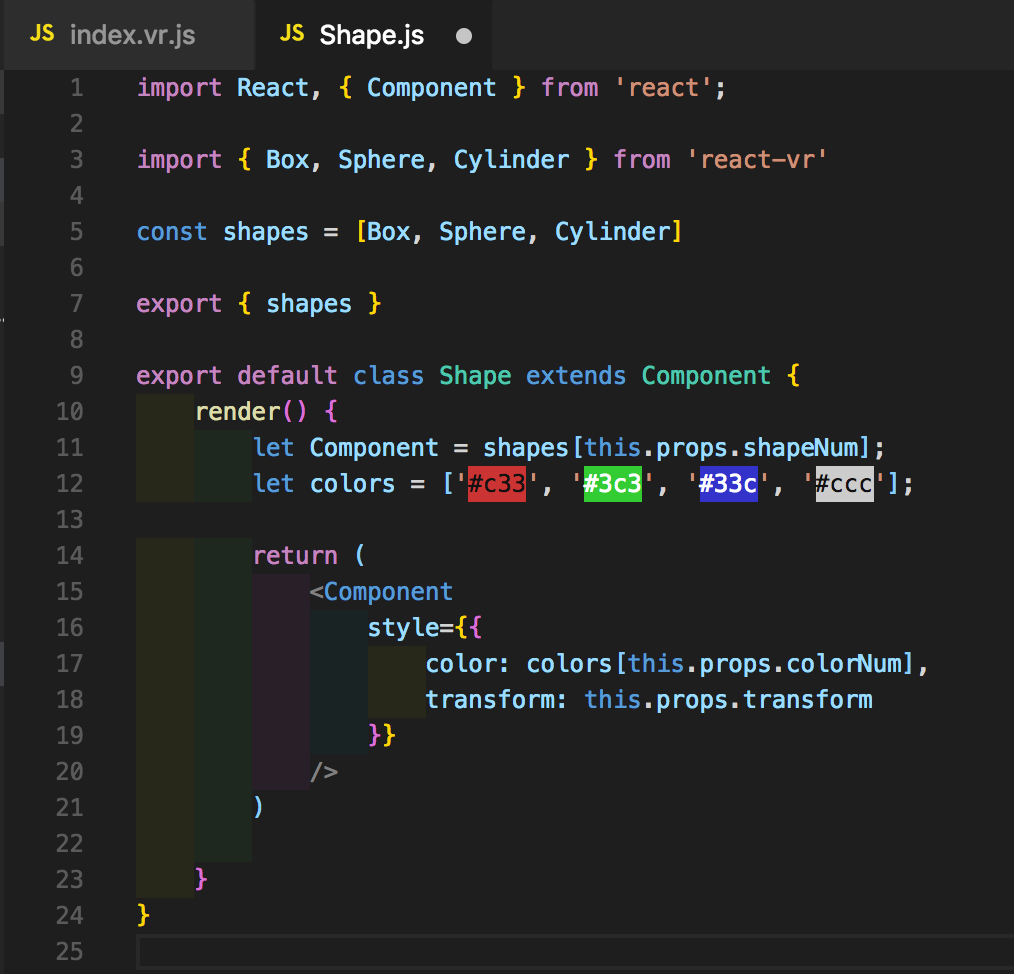 JS index.vr.js JS Shape.js
1 import React, { Component } from 'react';
2
3 import { Box, Sphere, Cylinder } from 'react-vr'
4
5 const shapes = [Box, Sphere, Cylinder]
6
7 export { shapes }
8
9 export default class Shape extends Component {
10 render() {
11 let Component = shapes[this.props.shapeNum];
12 let colors = ['#c33', '#3c3', '#33c', '#ccc'];
13
14 return (
15 <Component
16 style={{
17 color: colors[this.props.colorNum],
18 transform: this.props.transform
19 }}
20 />
21 )
22
23 }
24 }
25